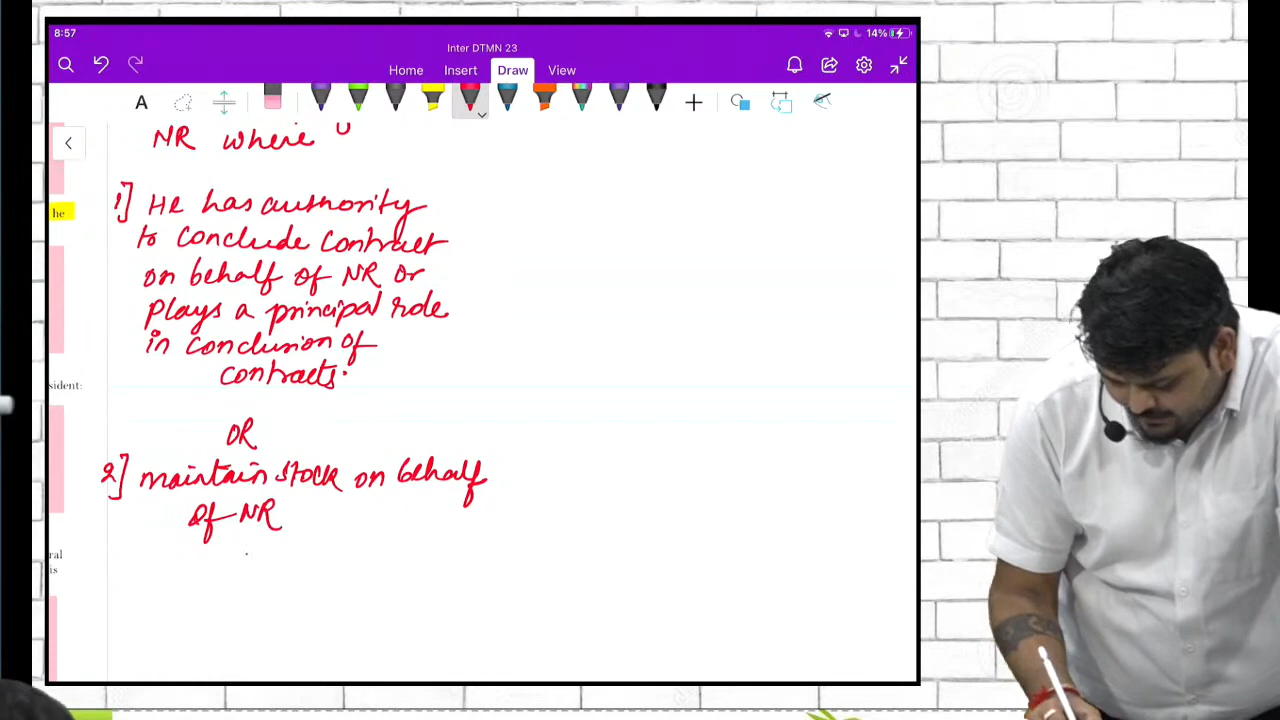 8:57
14%
Inter DTMN 23
Home Insert Draw View
A
NR where
he
1] He has authority
to conclude contract
on behalf of NR or
plays a principal role
in conclusion of
contracts.
sident:
OR
2] maintain stock on behalf
of NR
ral
is